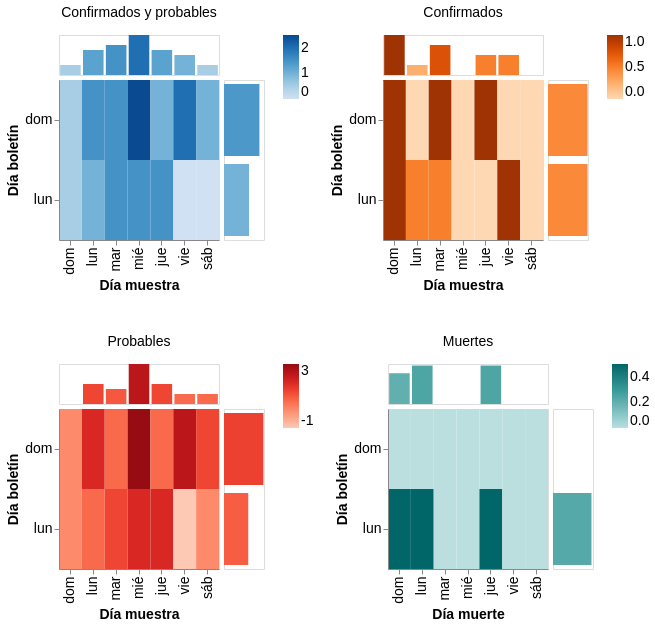 Confirmados y probables
2
1
0
Día boletín
dom
lun
dom lun mar mié jue vie sáb
Día muestra
Confirmados
1.0
0.5
0.0
Día boletín
dom
lun
dom lun mar mié jue vie sáb
Día muestra
Probables
3
-1
Día boletín
dom
lun
dom lun mar mié jue vie sáb
Día muestra
Muertes
0.4
0.2
0.0
Día boletín
dom
lun
dom lun mar mié jue vie sáb
Día muerte